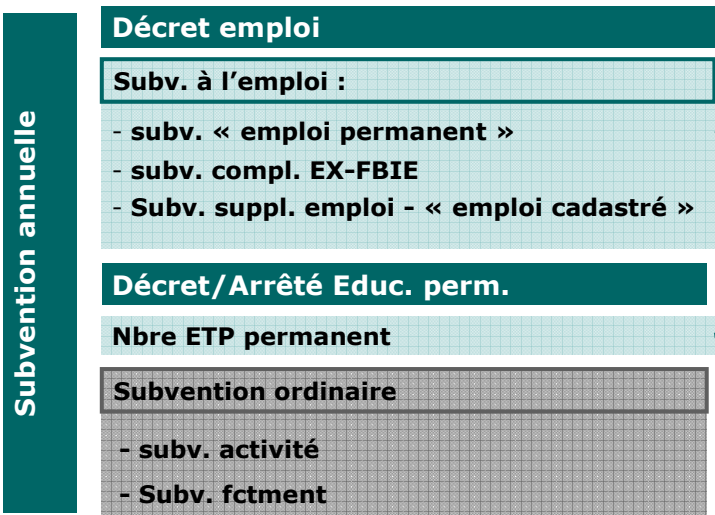 Subvention annuelle
Décret emploi
Subv. à l’emploi :
- subv. « emploi permanent »
- subv. compl. EX-FBIE
- Subv. suppl. emploi - « emploi cadastré »
Décret/Arrêté Educ. perm.
Nbre ETP permanent
Subvention ordinaire
- subv. activité
- Subv. fctment